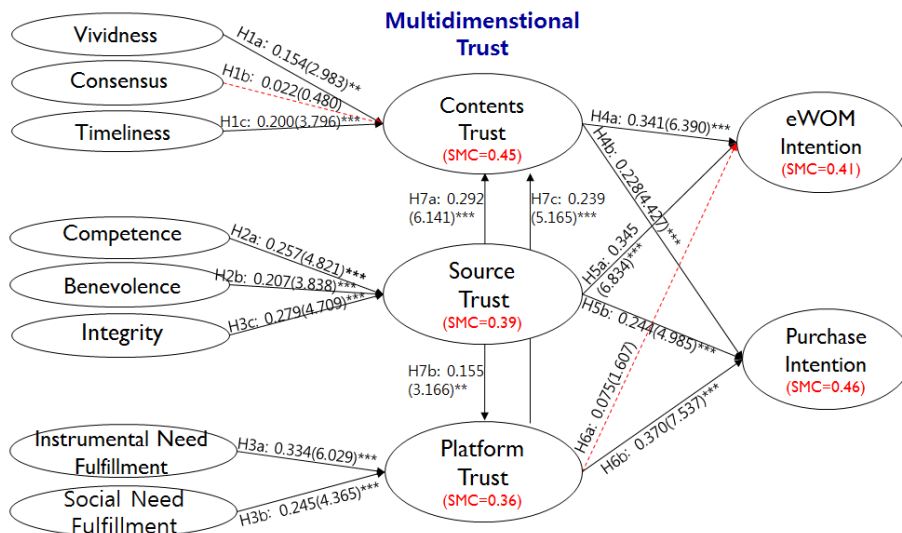 Multidimenstional
Trust
Vividness
Consensus
Timeliness
H1a: 0.154(2.983)**
H1b: 0.022(0.480)
H1c: 0.200(3.796)***
Contents
Trust
(SMC=0.45)
H4a: 0.341(6.390)***
H4b: 0.228(4.427)***
eWOM
Intention
(SMC=0.41)
H7a: 0.292
(6.141)***
H7c: 0.239
(5.165)***
Competence
Benevolence
Integrity
H2a: 0.257(4.821)***
H2b: 0.207(3.838)***
H3c: 0.279(4.709)***
Source
Trust
(SMC=0.39)
H5a: 0.345
(6.834)***
H5b: 0.244(4.985)***
Purchase
Intention
(SMC=0.46)
H7b: 0.155
(3.166)**
H6a: 0.075(1.607)
H6b: 0.370(7.537)***
Instrumental Need
Fulfillment
Social Need
Fulfillment
H3a: 0.334(6.029)***
H3b: 0.245(4.365)***
Platform
Trust
(SMC=0.36)